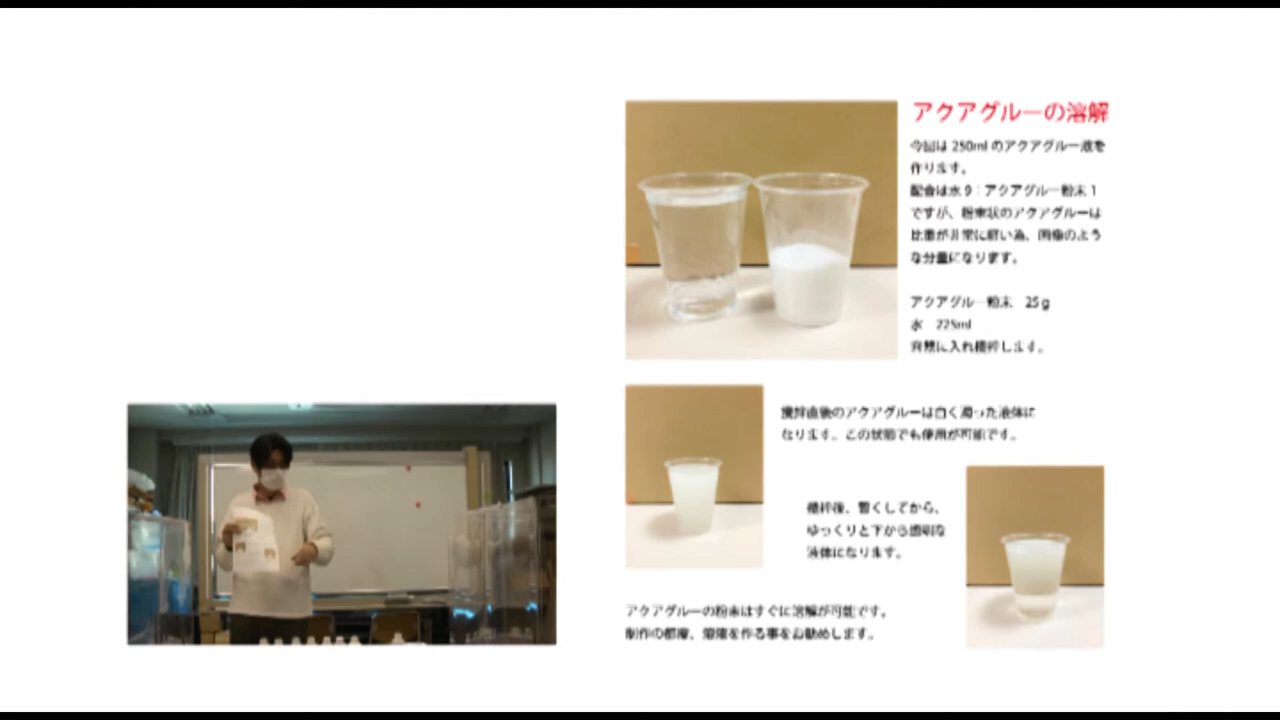 アクアグルーの溶解
今回は 250ml のアクアグルー液を
作ります。
配合は水 9：アクアグルー粉末 1
ですが、粉末状のアクアグルーは
比重が非常に軽い為、画像のよう
な分量になります。
アクアグルー粉末　25 g
水　225ml
容器に入れ攪拌します。
攪拌直後のアクアグルーは白く濁った液体に
なります。この状態でも使用が可能です。
攪拌後、暫くしてから、
ゆっくりと下から透明な
液体になります。
アクアグルーの粉末はすぐに溶解が可能です。
制作の都度、溶液を作る事をお勧めします。